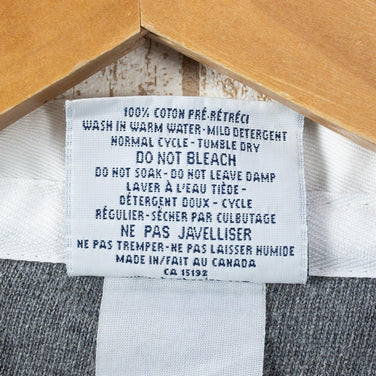 100% COTON PRÉ-RÉTRÉCI
WASH IN WARM WATER-MILD DETERGENT
NORMAL CYCLE-TUMBLE DRY
DO NOT BLEACH
DO NOT SOAK-DO NOT LEAVE DAMP
LAVER À L'EAU TIÈDE-
DÉTERGENT DOUX-CYCLE
RÉGULIER-SÉCHER PAR CULBUTAGE
NE PAS JAVELLISER
NE PAS TREMPER-NE PAS LAISSER HUMIDE
MADE IN/FAIT AU CANADA
CA 15192